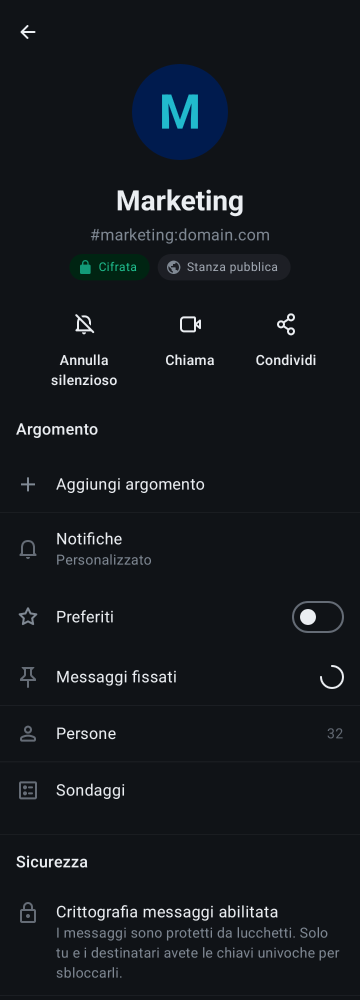 M
Marketing
#marketing:domain.com
Cifrata
Stanza pubblica
Annulla
silenzioso
Chiama
Condividi
Argomento
Aggiungi argomento
Notifiche
Personalizzato
Preferiti
Messaggi fissati
Persone 32
Sondaggi
Sicurezza
Crittografia messaggi abilitata
I messaggi sono protetti da lucchetti. Solo
tu e i destinatari avete le chiavi univoche per
sbloccarli.